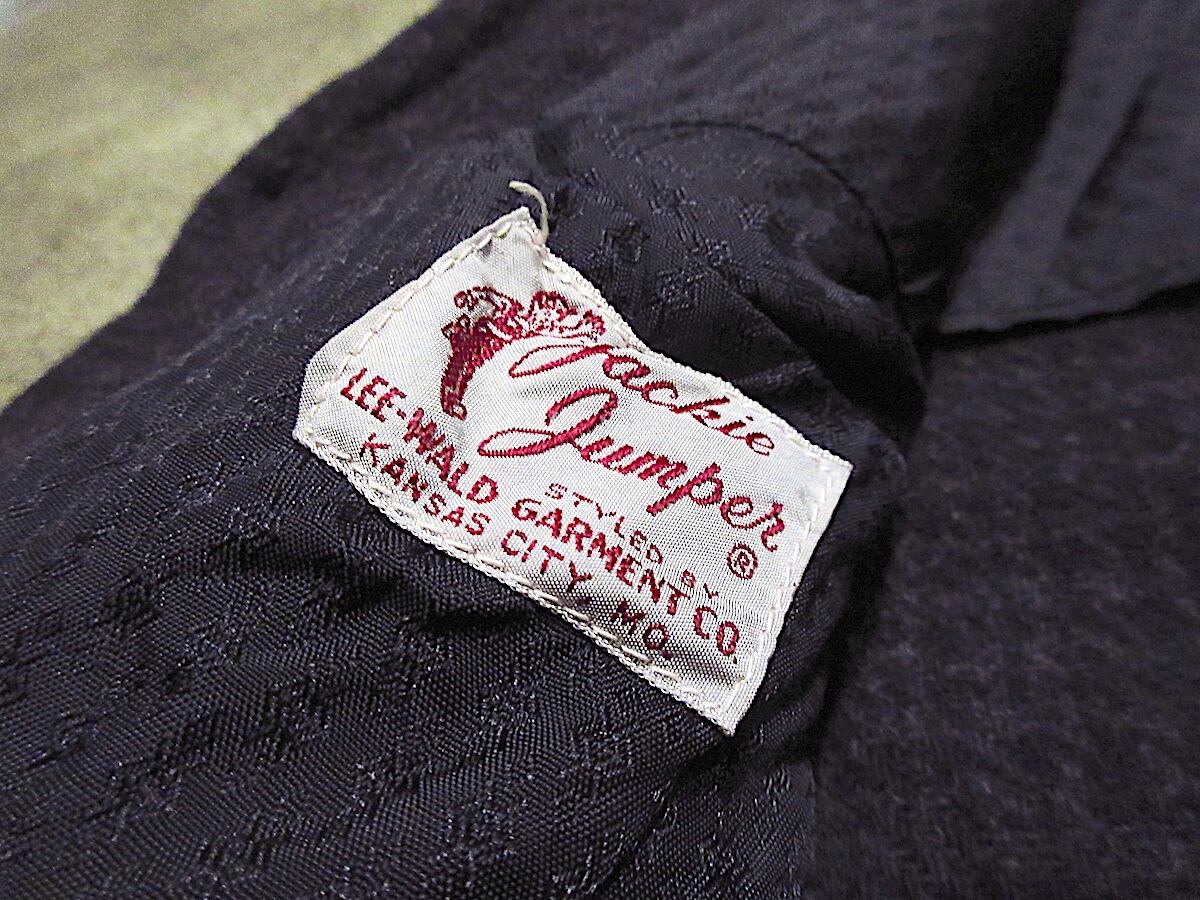 Jackie
Jumper ®
STYLED BY
LEE-WALD GARMENT CO.
KANSAS CITY, MO.